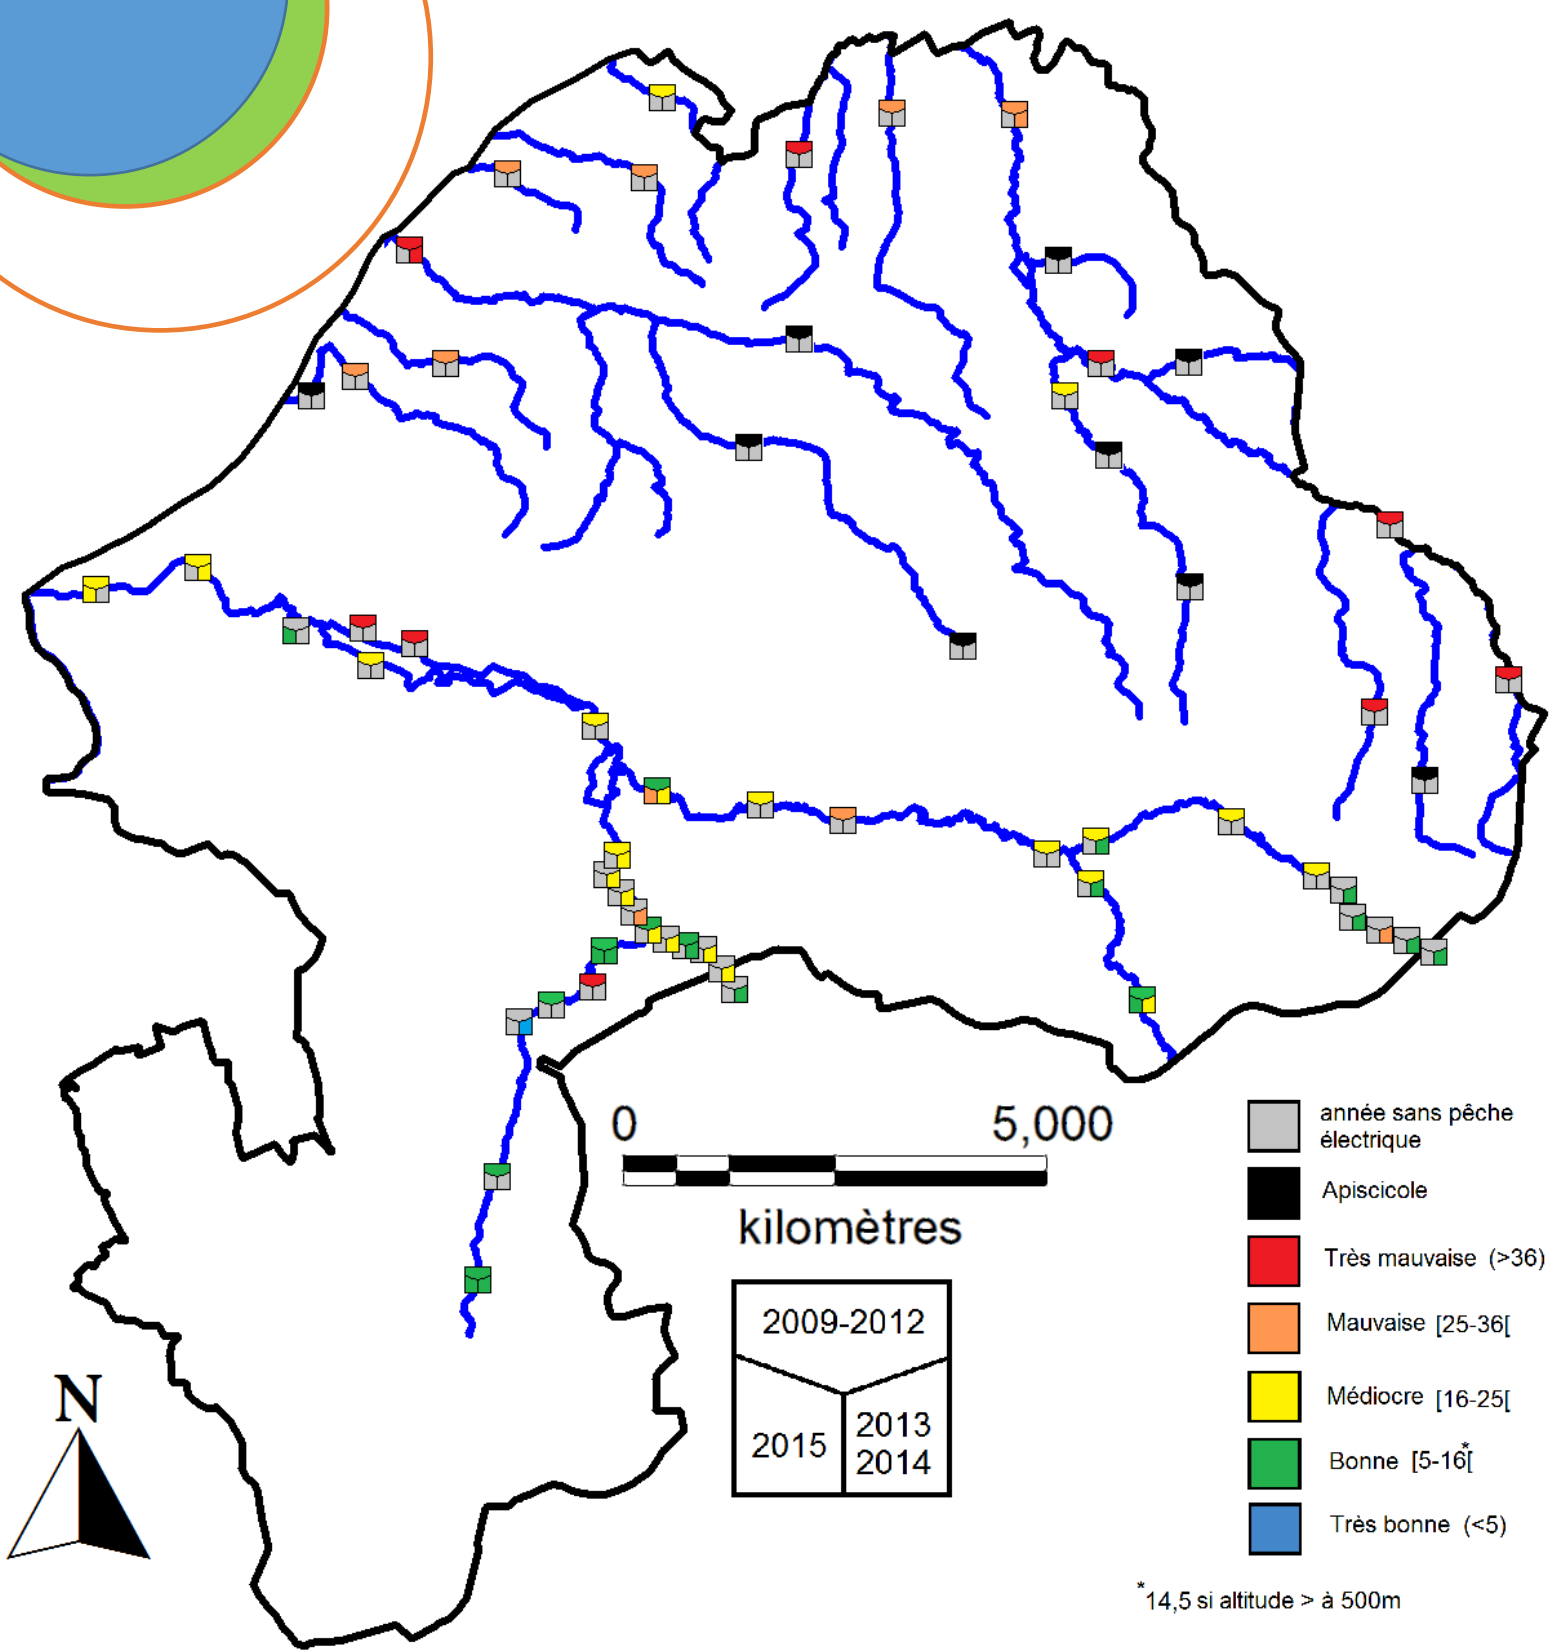 0 5,000
kilomètres
2009-2012
2015
2013
2014
N
année sans pêche
électrique
Apiscicole
Très mauvaise (>36)
Mauvaise [25-36[
Médiocre [16-25[
Bonne [5-16*[
Très bonne (<5)
*14,5 si altitude > à 500m